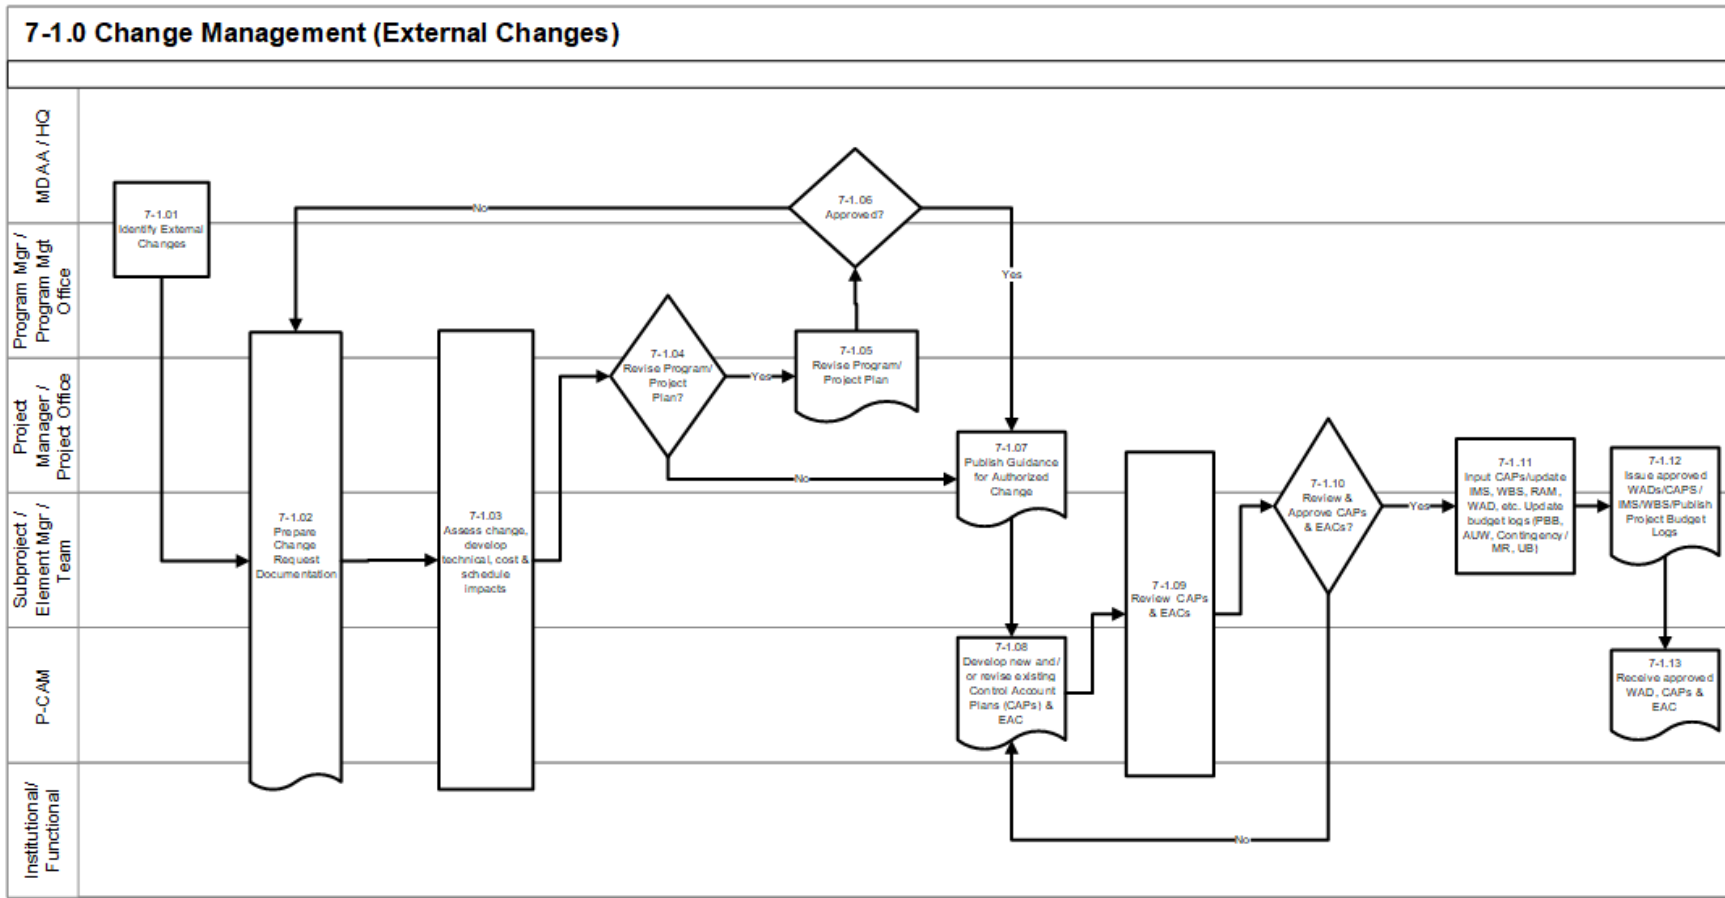 7-1.0 Change Management (External Changes)
MDAA / HQ
Program Mgr /
Program Mgt
Office
Project
Manager /
Project Office
Subproject /
Element Mgr /
Team
P-CAM
Institutional/
Functional
7-1.01
Identify External
Changes
7-1.02
Prepare
Change
Request
Documentation
7-1.03
Assess change,
develop
technical, cost &
schedule
impacts
7-1.04
Revise Program/
Project
Plan?
Yes
No
7-1.05
Revise Program/
Project Plan
7-1.06
Approved?
No
Yes
7-1.07
Publish Guidance
for Authorized
Change
7-1.08
Develop new and/
or revise existing
Control Account
Plans (CAPs) &
EAC
7-1.09
Review CAPs
& EACs
7-1.10
Review &
Approve CAPs
& EACs?
Yes
No
7-1.11
Input CAPs/update
IMS, WBS, RAM,
WAD, etc. Update
budget logs (PBB,
AUW, Contingency/
MR, UB)
7-1.12
Issue approved
WADs/CAPS/
IMS/WBS/Publish
Project Budget
Logs
7-1.13
Receive approved
WAD, CAPs &
EAC